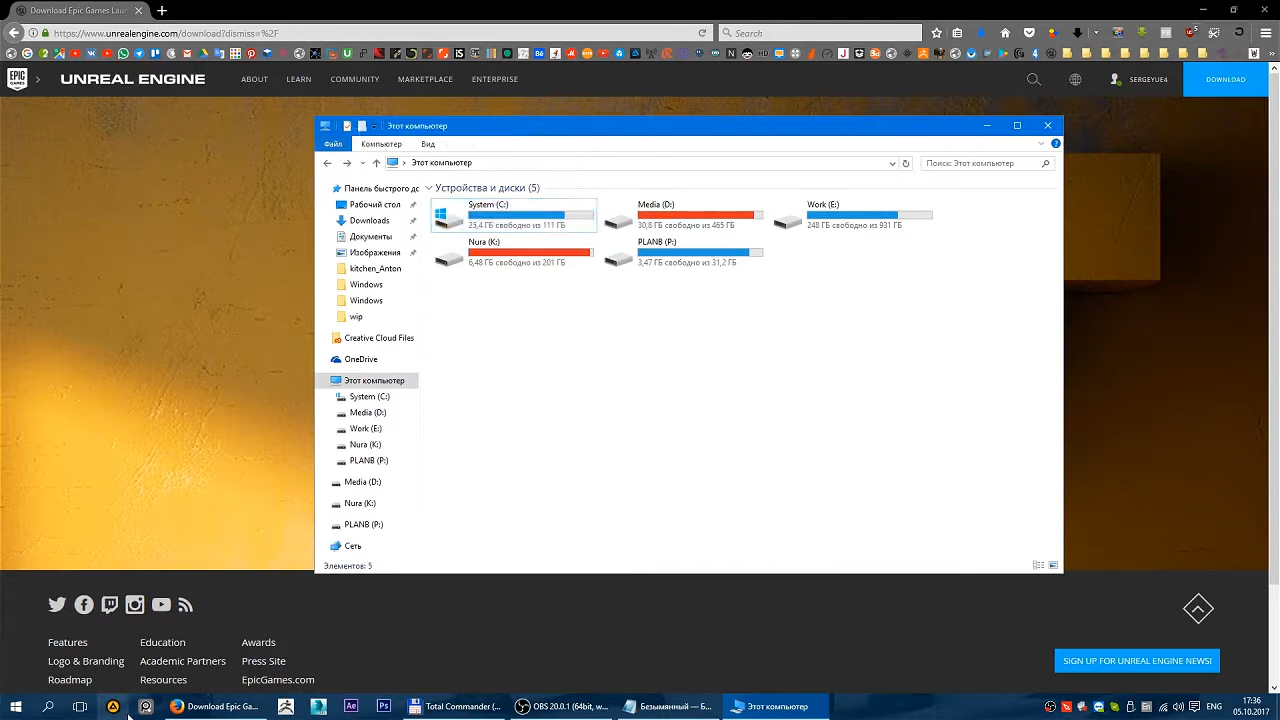 Download Epic Games Laun
https://www.unrealengine.com/download?dismiss=%2F
Search
EPIC GAMES
UNREAL ENGINE
ABOUT
LEARN
COMMUNITY
MARKETPLACE
ENTERPRISE
SERGEYUE4
DOWNLOAD
Этот компьютер
Файл
Компьютер
Вид
Этот компьютер
Поиск: Этот компьютер
Панель быстрого до
Рабочий стол
Downloads
Документы
Изображения
kitchen_Anton
Windows
Windows
wip
Creative Cloud Files
OneDrive
Этот компьютер
System (C:)
Media (D:)
Work (E:)
Nura (K:)
PLANB (P:)
Media (D:)
Nura (K:)
PLANB (P:)
Сеть
Устройства и диски (5)
System (C:)
23,4 ГБ свободно из 111 ГБ
Media (D:)
30,8 ГБ свободно из 465 ГБ
Work (E:)
248 ГБ свободно из 931 ГБ
Nura (K:)
6,48 ГБ свободно из 201 ГБ
PLANB (P:)
3,47 ГБ свободно из 31,2 ГБ
Элементов: 5
Features
Education
Awards
Logo & Branding
Academic Partners
Press Site
Roadmap
Resources
EpicGames.com
SIGN UP FOR UNREAL ENGINE NEWS!
Download Epic Ga...
Ae
Ps
Total Commander (...
OBS 20.0.1 (64bit, w...
Безымянный — Б...
Этот компьютер
ENG
17:36
05.10.2017